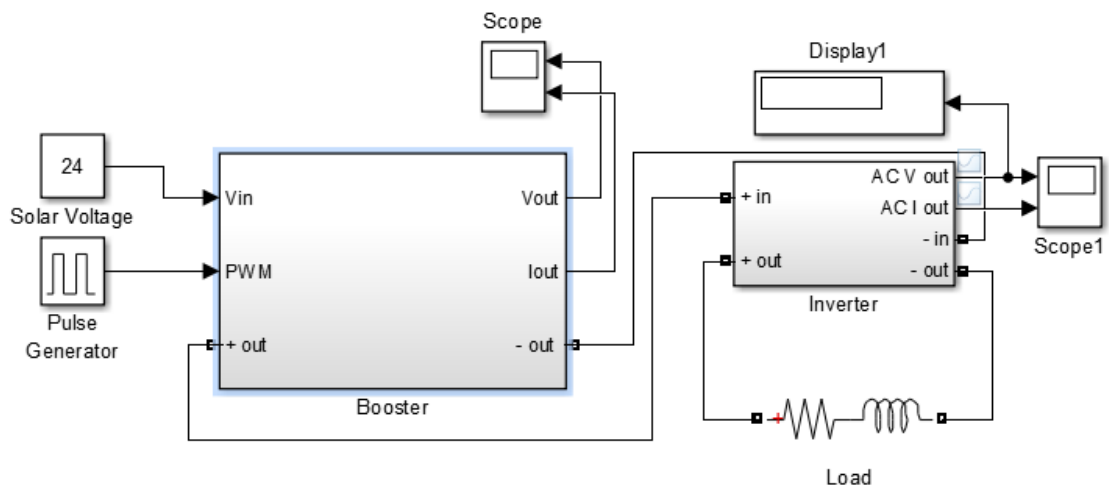 Scope
Display1
24
Solar Voltage
Vin
Vout
PWM
Iout
+ out
- out
Booster
Pulse
Generator
+ in
+ out
AC V out
AC I out
- in
- out
Inverter
Scope1
Load